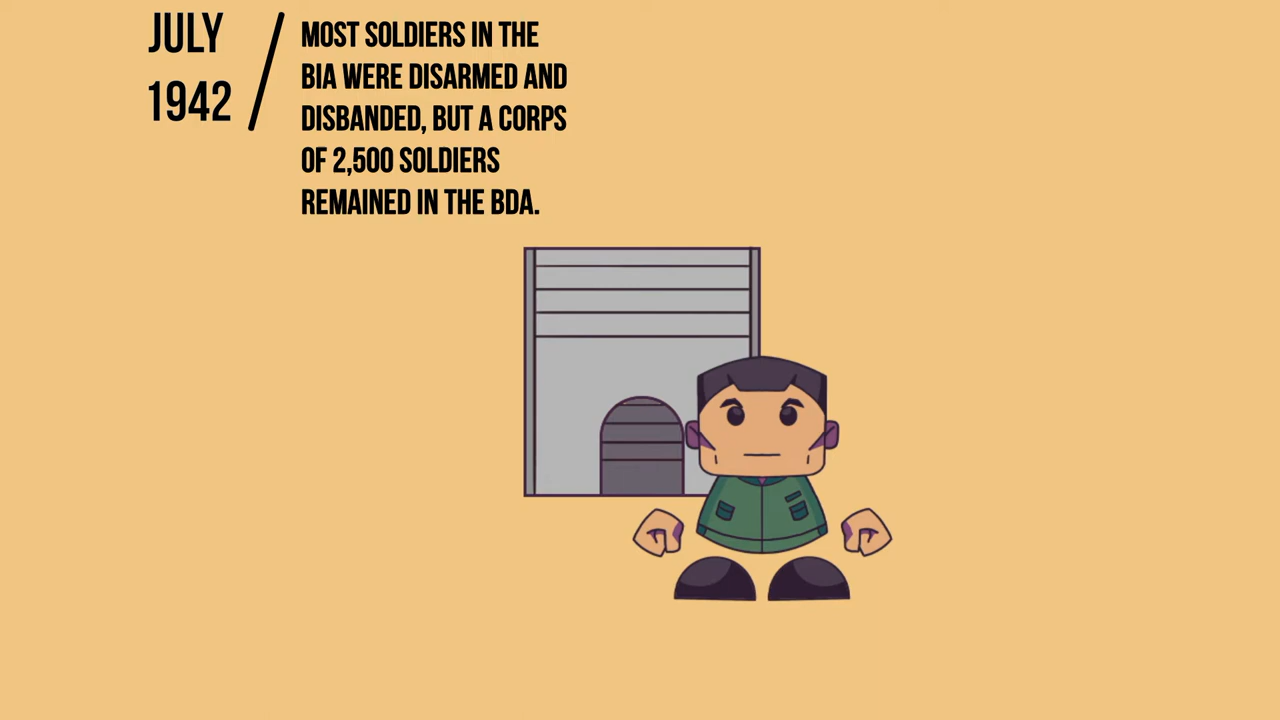 JULY
1942
MOST SOLDIERS IN THE
BIA WERE DISARMED AND
DISBANDED, BUT A CORPS
OF 2,500 SOLDIERS
REMAINED IN THE BDA.